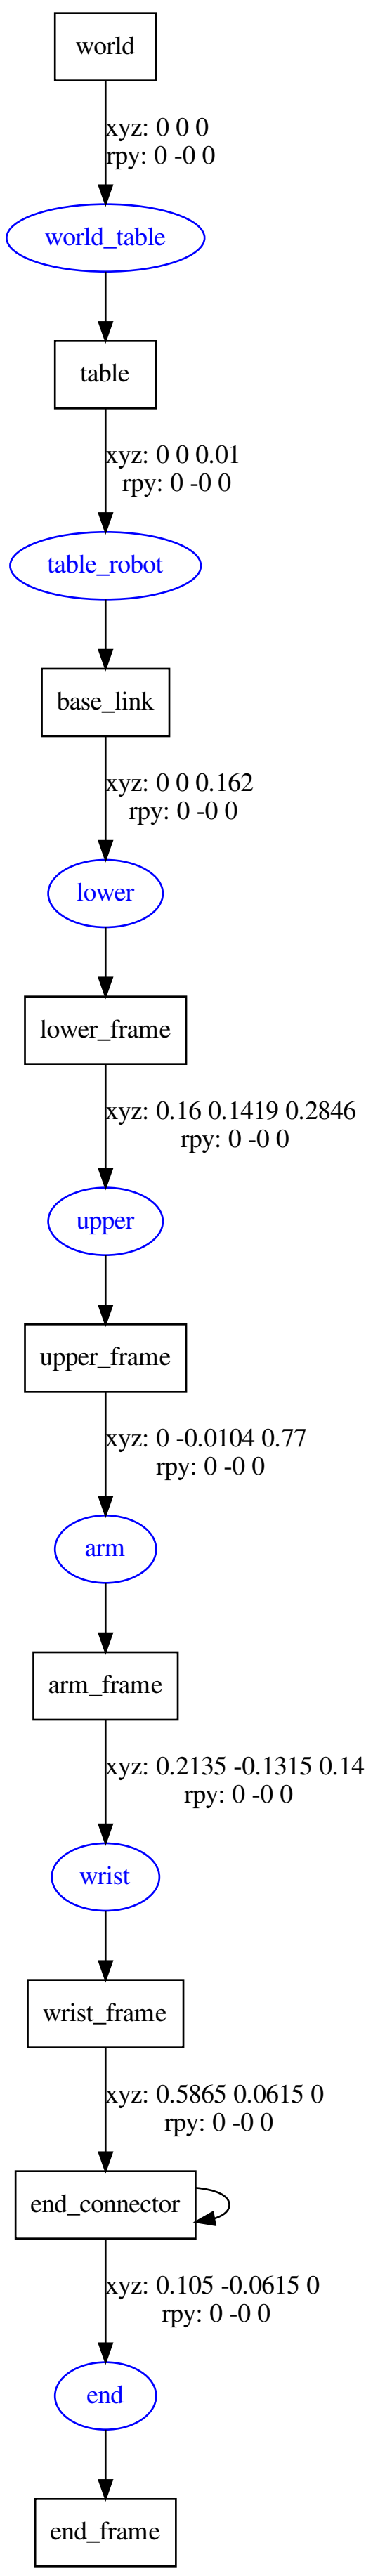 world
xyz: 0 0 0
rpy: 0 -0 0
world_table
table
xyz: 0 0 0.01
rpy: 0 -0 0
table_robot
base_link
xyz: 0 0 0.162
rpy: 0 -0 0
lower
lower_frame
xyz: 0.16 0.1419 0.2846
rpy: 0 -0 0
upper
upper_frame
xyz: 0 -0.0104 0.77
rpy: 0 -0 0
arm
arm_frame
xyz: 0.2135 -0.1315 0.14
rpy: 0 -0 0
wrist
wrist_frame
xyz: 0.5865 0.0615 0
rpy: 0 -0 0
end_connector
xyz: 0.105 -0.0615 0
rpy: 0 -0 0
end
end_frame